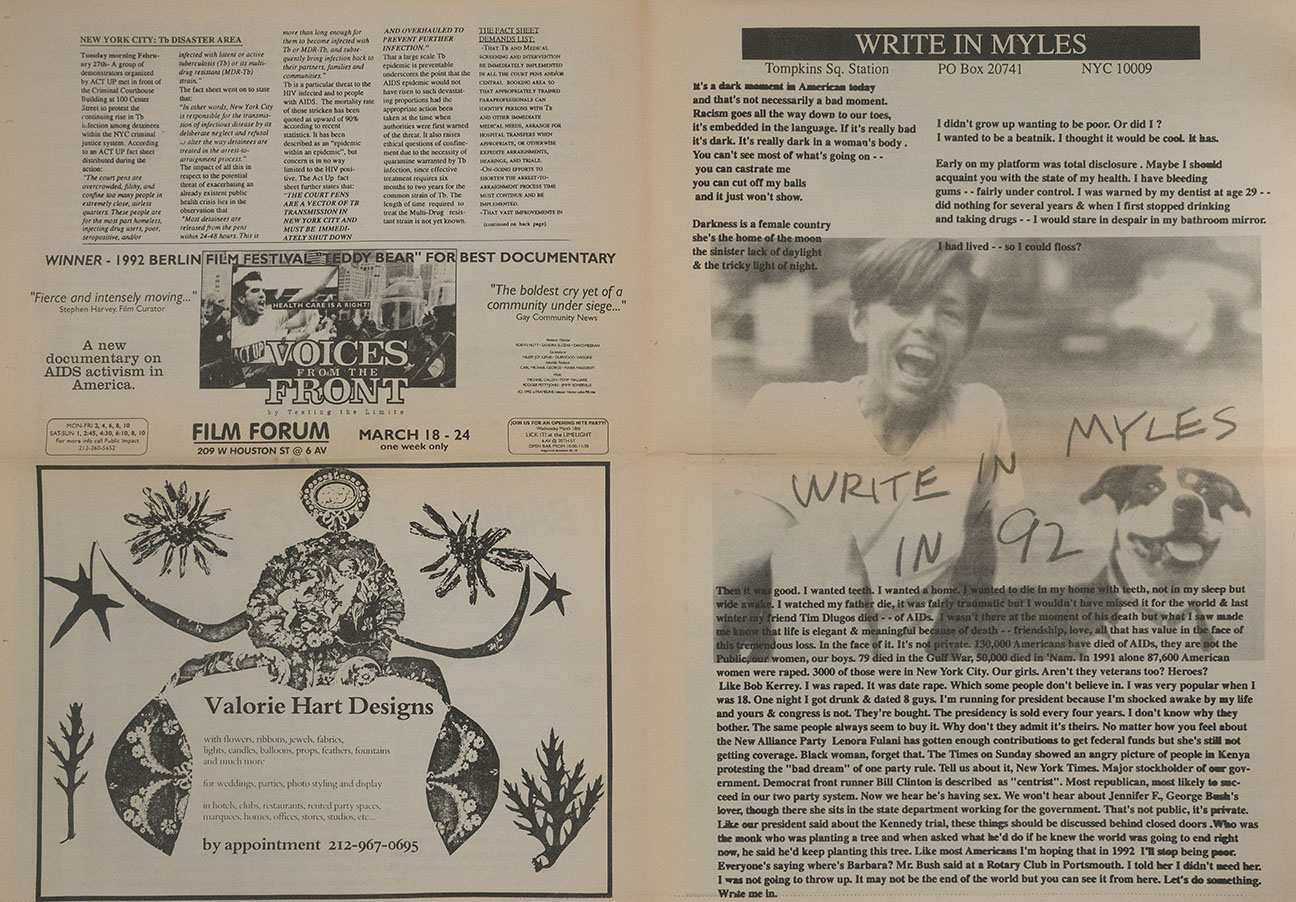 NEW YORK CITY: Tb DISASTER AREA
Tuesday morning Febru-
ary 27th- A group of
demonstrators organized
by ACT UP met in front of
the Criminal Courthouse
Building at 100 Center
Street to protest the
continuing rise in Tb
infection among detainees
within the NYC criminal
justice system. According
to an ACT UP fact sheet
distributed during the
action:
"The court pens are
overcrowded, filthy, and
confine too many people in
extremely close, airless
quarters. These people are
for the most part homeless,
injecting drug users, poor,
seropositive, and/or
infected with latent or active
tuberculosis (Tb) or its multi-
drug resistant (MDR-Tb)
strain."
The fact sheet went on to state
that:
"In other words, New York City
is responsible for the transmis-
sion of infectious disease by its
deliberate neglect and refusal
to alter the way detainees are
treated in the arrest-to-
arraignment process."
The impact of all this in
respect to the potential
threat of exacerbating an
already existent public
health crisis lies in the
observation that
"Most detainees are
released from the pens
within 24-48 hours. This is
more than long enough for
them to become infected with
Tb or MDR-Tb, and subse-
quently bring infection back to
their partners, families and
communities."
Tb is a particular threat to the
HIV infected and to people
with AIDS. The mortality rate
of those stricken has been
quoted as upward of 90%
according to recent
statistics. It has been
described as an "epidemic
within an epidemic", but
concern is in no way
limited to the HIV posi-
tive. The Act Up fact
sheet further states that:
"THE COURT PENS
ARE A VECTOR OF TB
TRANSMISSION IN
NEW YORK CITY AND
MUST BE IMMEDI-
ATELY SHUT DOWN
AND OVERHAULED TO
PREVENT FURTHER
INFECTION."
That a large scale Tb
epidemic is preventable
underscores the point that the
AIDS epidemic would not
have risen to such devastat-
ing proportions had the
appropriate action been
taken at the time when
authorities were first warned
of the threat. It also raises
ethical questions of confine-
ment due to the necessity of
quarantine warranted by Tb
infection, since effective
treatment requires six
months to two years for the
common strain of Tb. The
length of time required to
treat the Multi-Drug resis-
tant strain is not yet known.
THE FACT SHEET
DEMANDS LIST:
-THAT TB AND MEDICAL
SCREENING AND INTERVENTION
BE IMMEDIATELY IMPLEMENTED
IN ALL THE COURT PENS AND/OR
CENTRAL BOOKING AREA SO
THAT APPROPRIATELY TRAINED
PARAPROFESSIONALS CAN
IDENTIFY PERSONS WITH TB
AND OTHER IMMEDIATE
MEDICAL NEEDS, ARRANGE FOR
HOSPITAL TRANSFERS WHEN
APPROPRIATE, OR OTHERWISE
EXPEDITE ARRAIGNMENTS,
HEARINGS, AND TRIALS.
-ON-GOING EFFORTS TO
SHORTEN THE ARREST-TO-
ARRAIGNMENT PROCESS TIME
MUST CONTINUE AND BE
IMPLEMENTED.
-THAT VAST IMPROVEMENTS IN
(continued on back page)
WINNER - 1992 BERLIN FILM FESTIVAL "TEDDY BEAR" FOR BEST DOCUMENTARY
"Fierce and intensely moving..."
Stephen Harvey, Film Curator
A new
documentary on
AIDS activism in
America.
HEALTH CARE IS A RIGHT!
ACT UP
VOICES
FROM THE
FRONT
by Testing the Limits
"The boldest cry yet of a
community under siege..."
Gay Community News
MON-FRI 2, 4, 6, 8, 10
SAT-SUN 1, 2:45, 4:30, 6:10, 8, 10
For more info call Public Impact
212-260-5652
FILM FORUM
209 W HOUSTON ST @ 6 AV
MARCH 18 - 24
one week only
JOIN US FOR AN OPENING NITE PARTY!
Wednesday March 18th
LICK IT! at the LIMELIGHT
6 AV @ 20TH ST
OPEN BAR FROM 10:00-11:00
Valorie Hart Designs
with flowers, ribbons, jewels, fabrics,
lights, candles, balloons, props, feathers, fountains
and much more
for weddings, parties, photo styling and display
in hotels, clubs, restaurants, rented party spaces,
marquees, homes, offices, stores, studios, etc...
by appointment 212-967-0695
WRITE IN MYLES
Tompkins Sq. Station PO Box 20741 NYC 10009
It's a dark moment in American today
and that's not necessarily a bad moment.
Racism goes all the way down to our toes,
it's embedded in the language. If it's really bad
it's dark. It's really dark in a woman's body .
You can't see most of what's going on - -
you can castrate me
you can cut off my balls
and it just won't show.
Darkness is a female country
she's the home of the moon
the sinister lack of daylight
& the tricky light of night.
I didn't grow up wanting to be poor. Or did I ?
I wanted to be a beatnik. I thought it would be cool. It has.
Early on my platform was total disclosure . Maybe I should
acquaint you with the state of my health. I have bleeding
gums - - fairly under control. I was warned by my dentist at age 29 - -
did nothing for several years & when I first stopped drinking
and taking drugs - - I would stare in despair in my bathroom mirror.
I had lived - - so I could floss?
WRITE IN MYLES
IN '92
Then it was good. I wanted teeth. I wanted a home. I wanted to die in my home with teeth, not in my sleep but
wide awake. I watched my father die, it was fairly traumatic but I wouldn't have missed it for the world & last
winter my friend Tim Dlugos died - - of AIDs. I wasn't there at the moment of his death but what I saw made
me know that life is elegant & meaningful because of death - - friendship, love, all that has value in the face of
this tremendous loss. In the face of it. It's not private. 130,000 Americans have died of AIDs, they are not the
Public, our women, our boys. 79 died in the Gulf War, 50,000 died in 'Nam. In 1991 alone 87,600 American
women were raped. 3000 of those were in New York City. Our girls. Aren't they veterans too? Heroes?
Like Bob Kerrey. I was raped. It was date rape. Which some people don't believe in. I was very popular when I
was 18. One night I got drunk & dated 8 guys. I'm running for president because I'm shocked awake by my life
and yours & congress is not. They're bought. The presidency is sold every four years. I don't know why they
bother. The same people always seem to buy it. Why don't they admit it's theirs. No matter how you feel about
the New Alliance Party Lenora Fulani has gotten enough contributions to get federal funds but she's still not
getting coverage. Black woman, forget that. The Times on Sunday showed an angry picture of people in Kenya
protesting the "bad dream" of one party rule. Tell us about it, New York Times. Major stockholder of our gov-
ernment. Democrat front runner Bill Clinton is described as "centrist". Most republican, most likely to suc-
ceed in our two party system. Now we hear he's having sex. We won't hear about Jennifer F., George Bush's
lover, though there she sits in the state department working for the government. That's not public, it's private.
Like our president said about the Kennedy trial, these things should be discussed behind closed doors .Who was
the monk who was planting a tree and when asked what he'd do if he knew the world was going to end right
now, he said he'd keep planting this tree. Like most Americans I'm hoping that in 1992 I'll stop being poor.
Everyone's saying where's Barbara? Mr. Bush said at a Rotary Club in Portsmouth. I told her I didn't need her.
I was not going to throw up. It may not be the end of the world but you can see it from here. Let's do something.
Write me in.